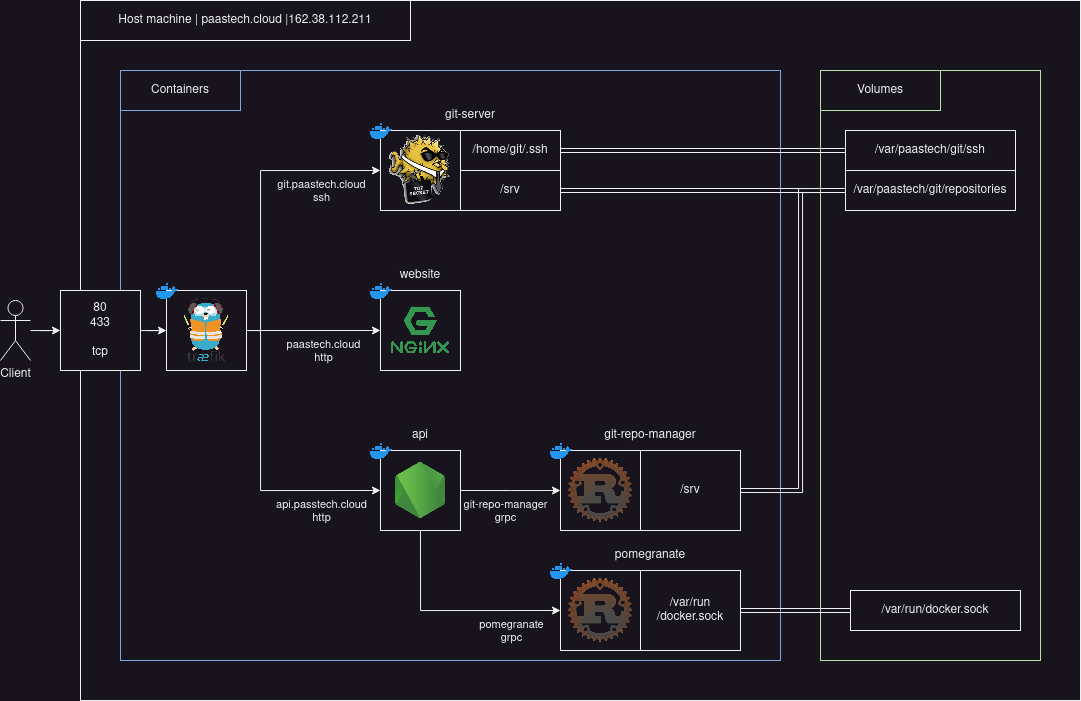 Host machine | paastech.cloud |162.38.112.211
Containers
Volumes
git-server
/home/git/.ssh
/srv
TOP
SECRET
/var/paastech/git/ssh
/var/paastech/git/repositories
git.paastech.cloud
ssh
website
NGiNX
paastech.cloud
http
Client
80
433
tcp
træfik
api
api.passtech.cloud
http
git-repo-manager
grpc
git-repo-manager
R
/srv
pomegranate
R
/var/run
/docker.sock
pomegranate
grpc
/var/run/docker.sock